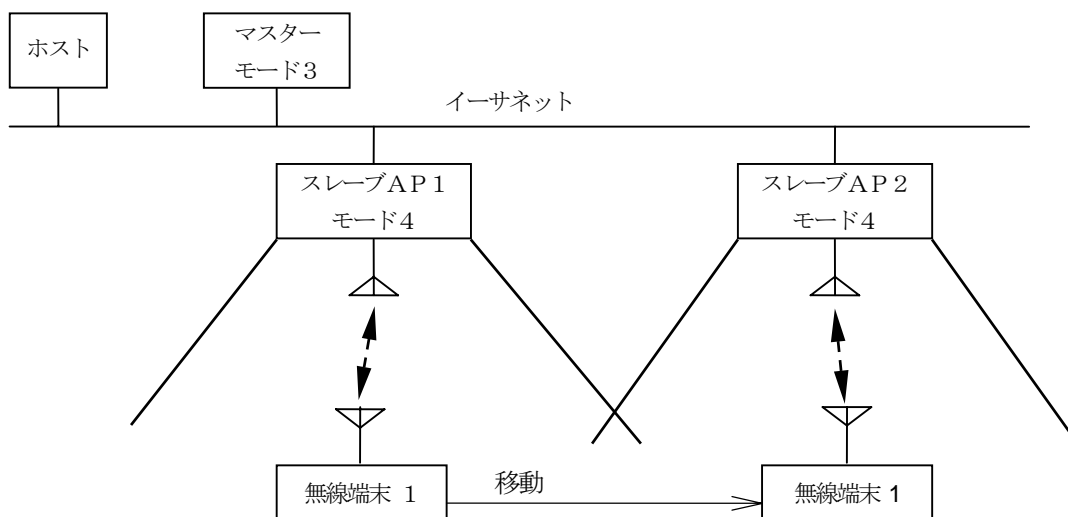 ホスト
マスター
モード３
イーサネット
スレーブＡＰ１
モード４
スレーブＡＰ２
モード４
無線端末 １
移動
無線端末 1